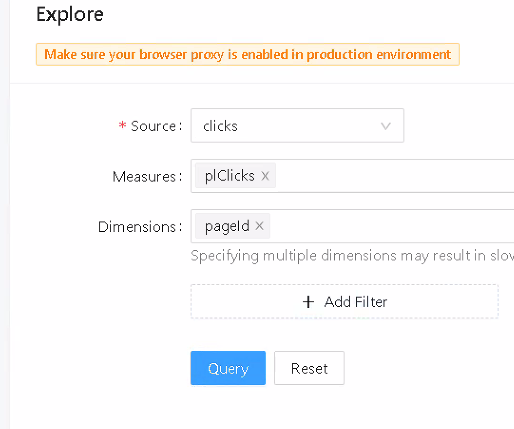 Explore
Make sure your browser proxy is enabled in production environment
* Source: clicks
Measures: plClicks ×
Dimensions: pageId ×
Specifying multiple dimensions may result in slov
+ Add Filter
Query Reset